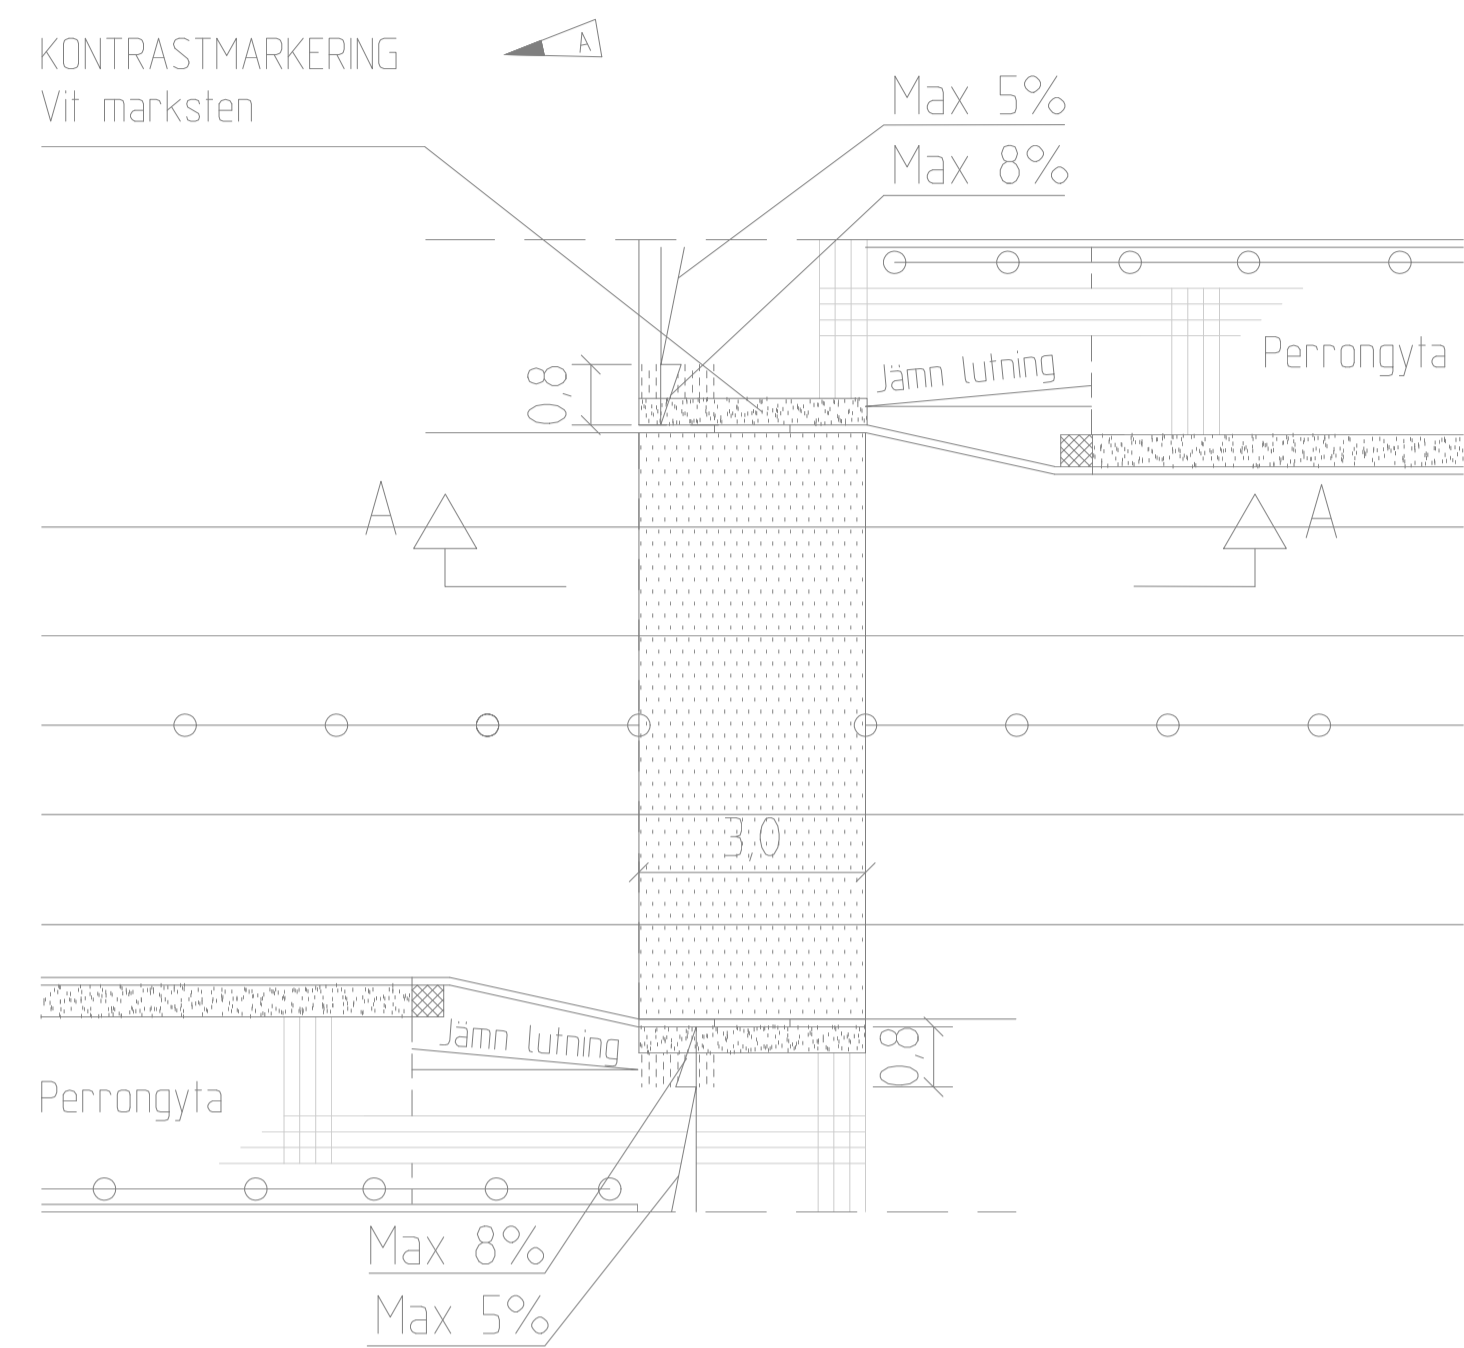 KONTRASTMARKERING
Vit marksten
A
Max 5%
Max 8%
0,8
Jämn lutning
Perrongyta
A
A
3,0
Jämn lutning
0,8
Perrongyta
Max 8%
Max 5%